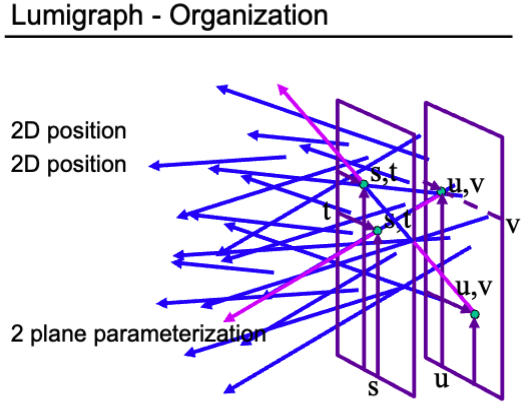 Lumigraph - Organization
2D position
2D position
s,t
u,v
t
s,t
v
u,v
2 plane parameterization
s
u